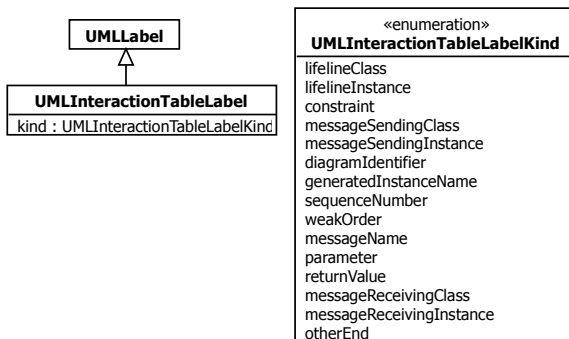 UMLLabel
UMLInteractionTableLabel
kind : UMLInteractionTableLabelKind
«enumeration»
UMLInteractionTableLabelKind
lifelineClass
lifelineInstance
constraint
messageSendingClass
messageSendingInstance
diagramIdentifier
generatedInstanceName
sequenceNumber
weakOrder
messageName
parameter
returnValue
messageReceivingClass
messageReceivingInstance
otherEnd